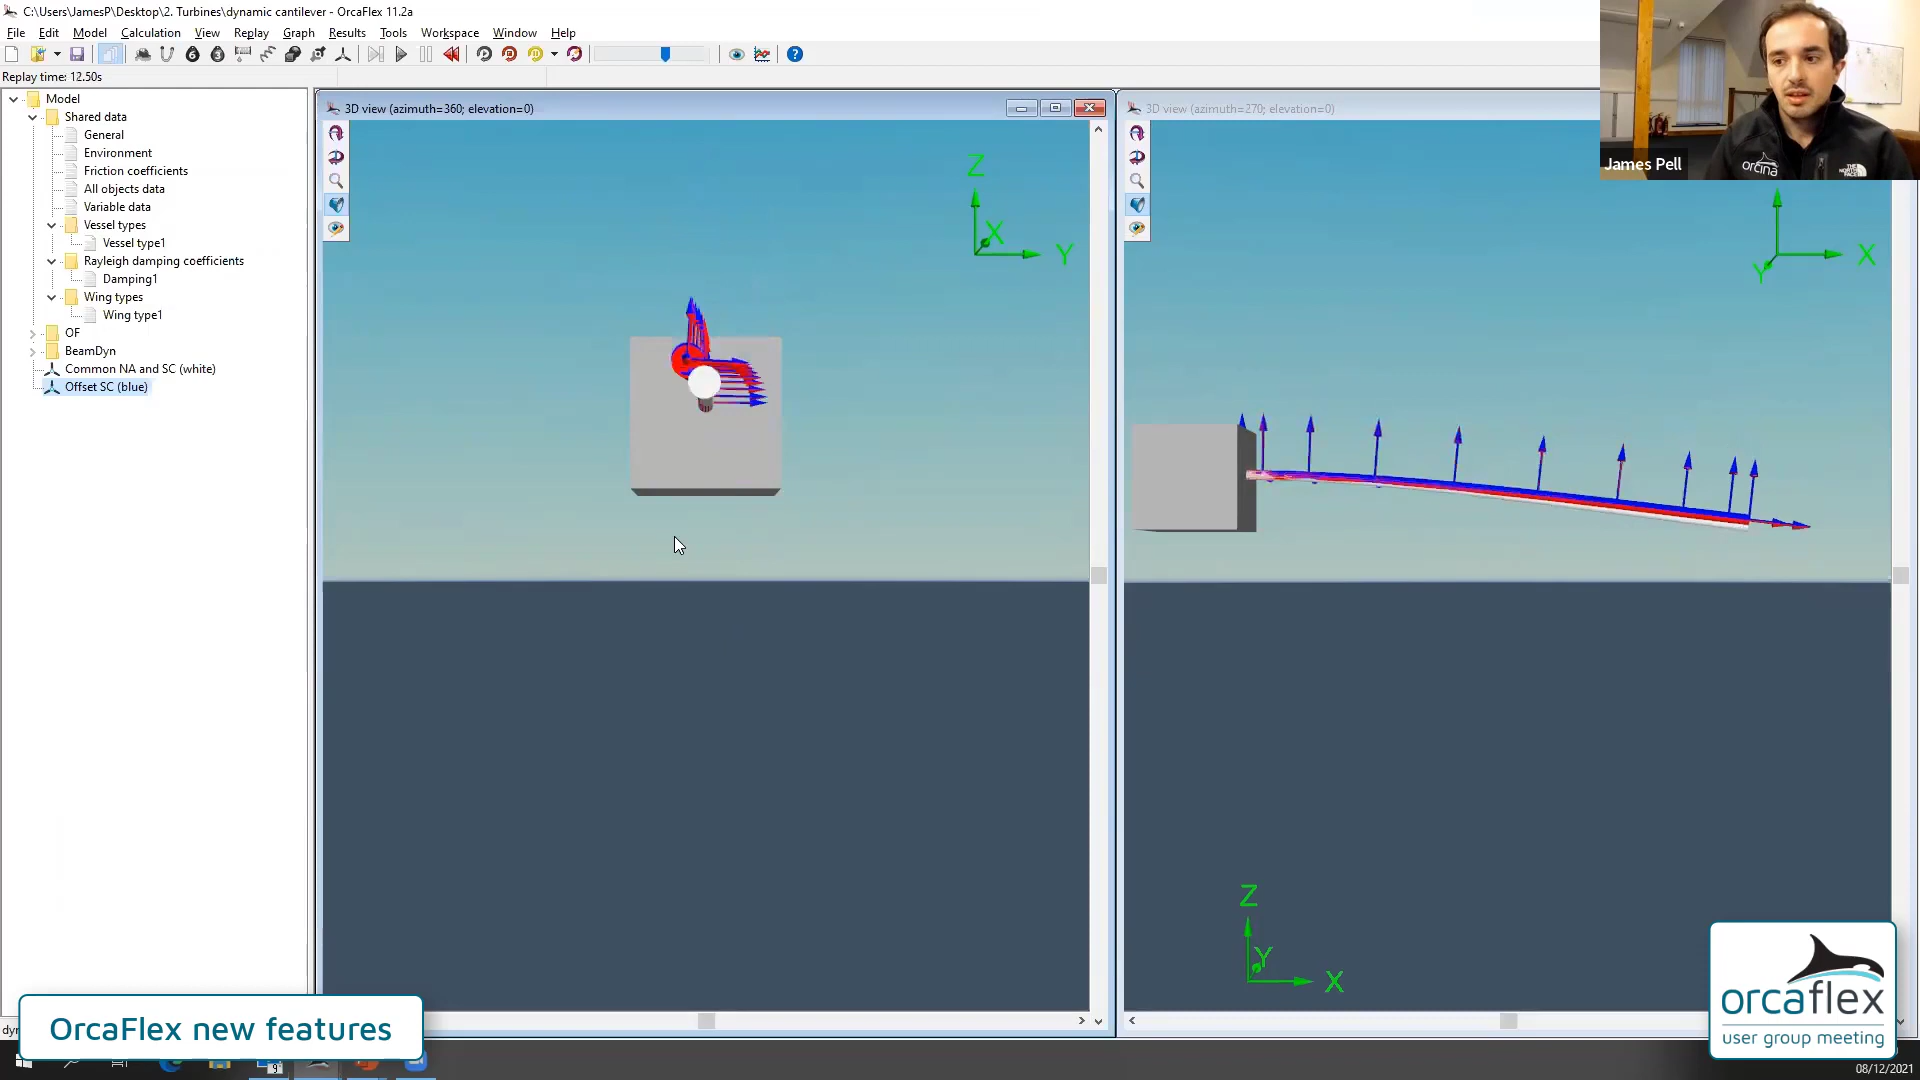 C:\Users\JamesP\Desktop\2. Turbines\dynamic cantilever - OrcaFlex 11.2a
File Edit Model Calculation View Replay Graph Results Tools Workspace Window Help
Replay time: 12.50s
Model
Shared data
General
Environment
Friction coefficients
All objects data
Variable data
Vessel types
Vessel type1
Rayleigh damping coefficients
Damping1
Wing types
Wing type1
OF
BeamDyn
Common NA and SC (white)
Offset SC (blue)
3D view (azimuth=360; elevation=0)
Z
X
Y
3D view (azimuth=270; elevation=0)
X
Y
Z
Y
X
James Pell
orcina
THE NORTH FACE
OrcaFlex new features
orcaflex
user group meeting
9
08/12/2021